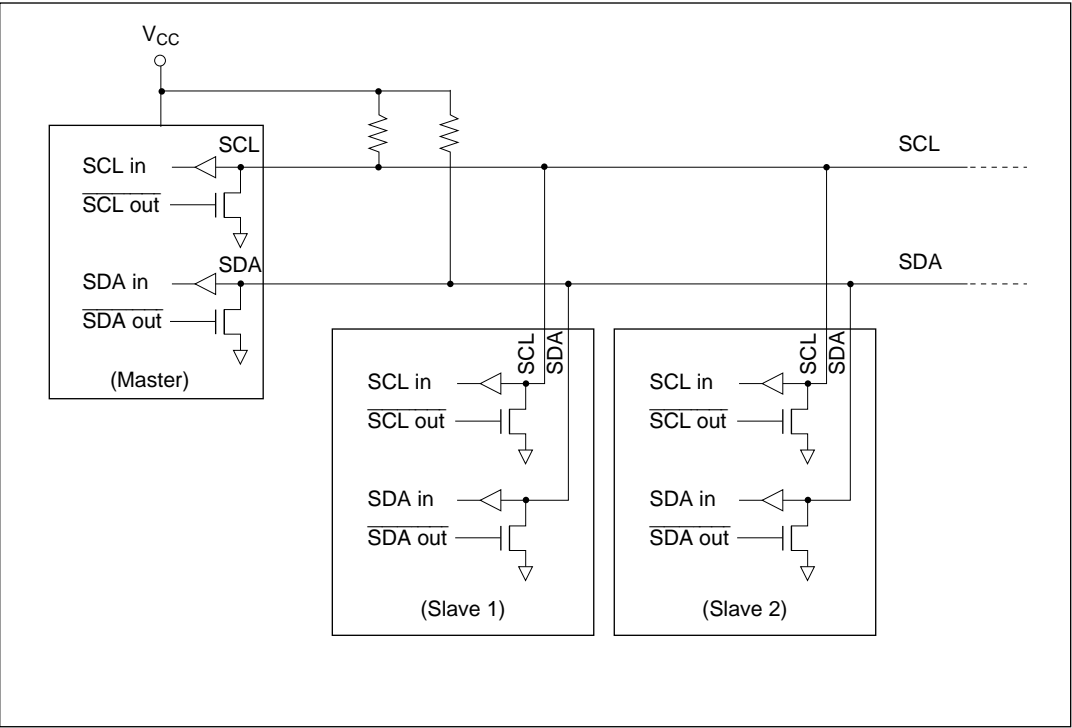 VCC
SCL
SCL
SCL in
SCL out
SDA
SDA
SDA in
SDA out
(Master)
SCL
SDA
SCL
SDA
SCL in
SCL in
SCL out
SCL out
SDA in
SDA in
SDA out
SDA out
(Slave 1)
(Slave 2)